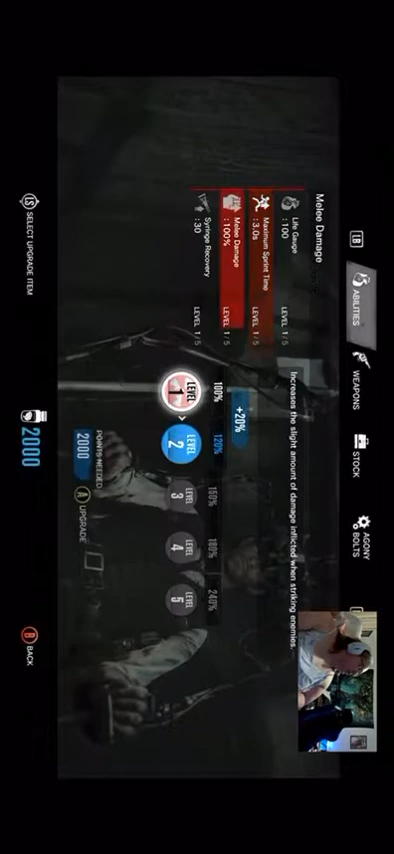 LB
ABILITIES
WEAPONS
STOCK
AGONY
BOLTS
Melee Damage
Increases the slight amount of damage inflicted when striking enemies.
Life Gauge
:100
LEVEL 1/5
Maximum Sprint Time
:3.0s
LEVEL 1/5
Melee Damage
:100%
LEVEL 1/5
Syringe Recovery
:30
LEVEL 1/5
+20%
100%
120%
150%
180%
240%
LEVEL
1
LEVEL
2
LEVEL
3
LEVEL
4
LEVEL
5
POINTS NEEDED
2000
A UPGRADE
LS SELECT UPGRADE ITEM
2000
B BACK